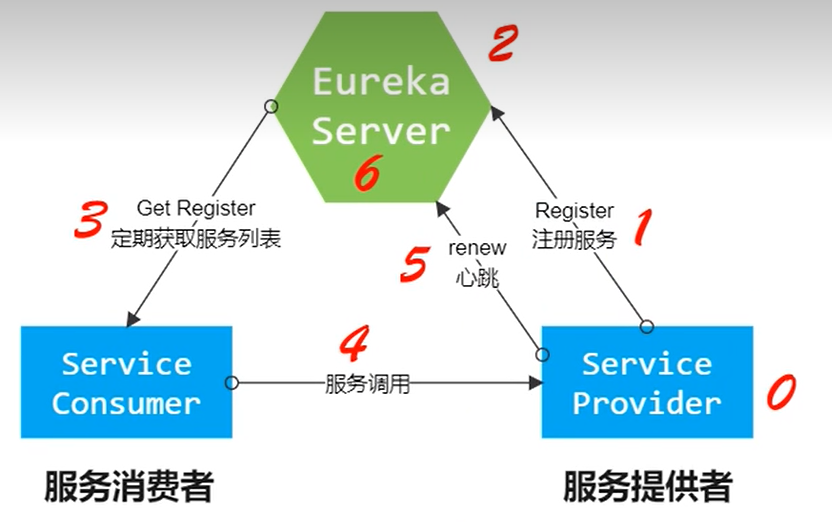 Eureka
Server
2
6
3
Get Register
定期获取服务列表
Register
注册服务
1
5
renew
心跳
4
服务调用
Service
Consumer
Service
Provider
0
服务消费者
服务提供者